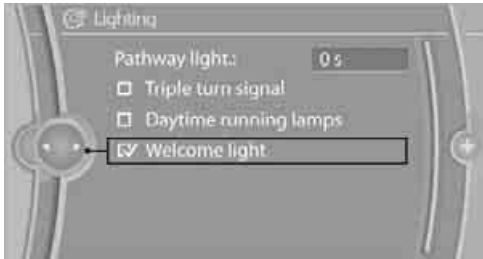 Lighting
Pathway light.: 0 s
Triple turn signal
Daytime running lamps
Welcome light